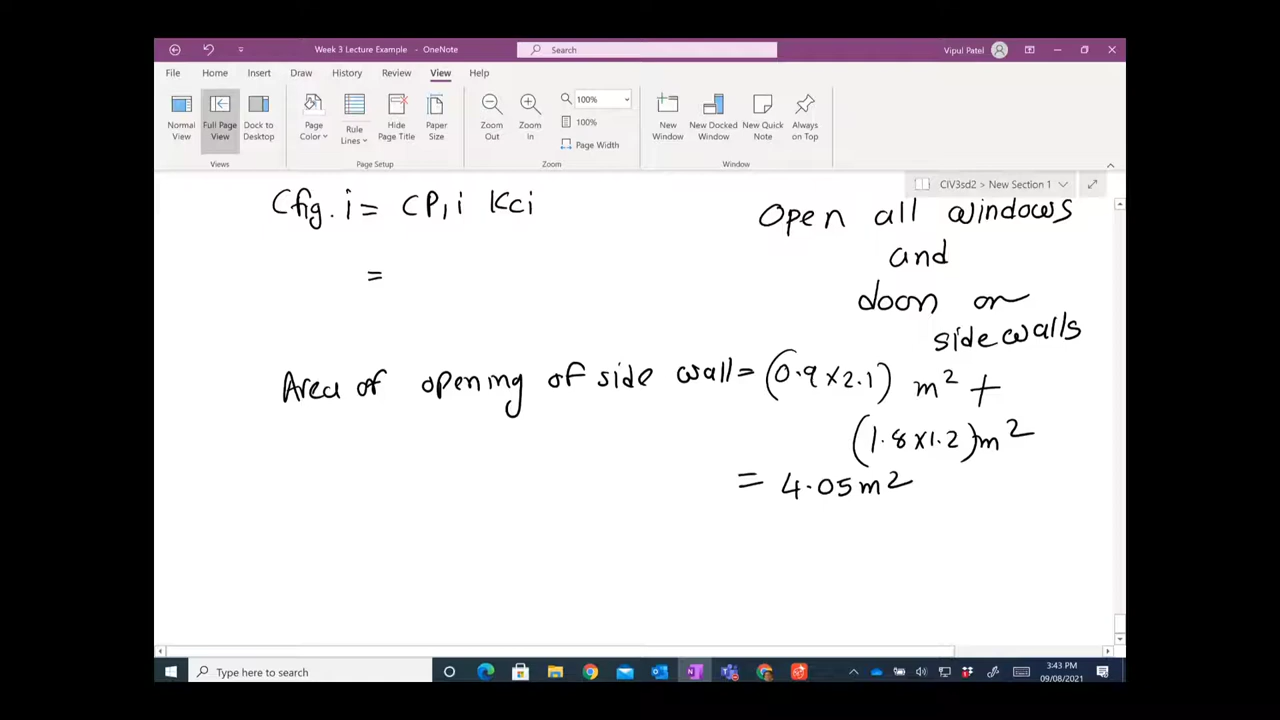 Week 3 Lecture Example - OneNote
Search
Vipul Patel
File Home Insert Draw History Review View Help
Normal View
Full Page View
Dock to Desktop
Page Color
Rule Lines
Hide Page Title
Paper Size
Zoom Out
Zoom In
100%
100%
Page Width
New Window
New Docked Window
New Quick Note
Always on Top
Views
Page Setup
Zoom
Window
CIV3sd2 > New Section 1
Cfig.i = CP,i Kci
=
Open all windows
and
door on
side walls
Area of opening of side wall = (0.9 x 2.1) m2 +
(1.8 x 1.2) m2
= 4.05 m2
Type here to search
3:43 PM
09/08/2021